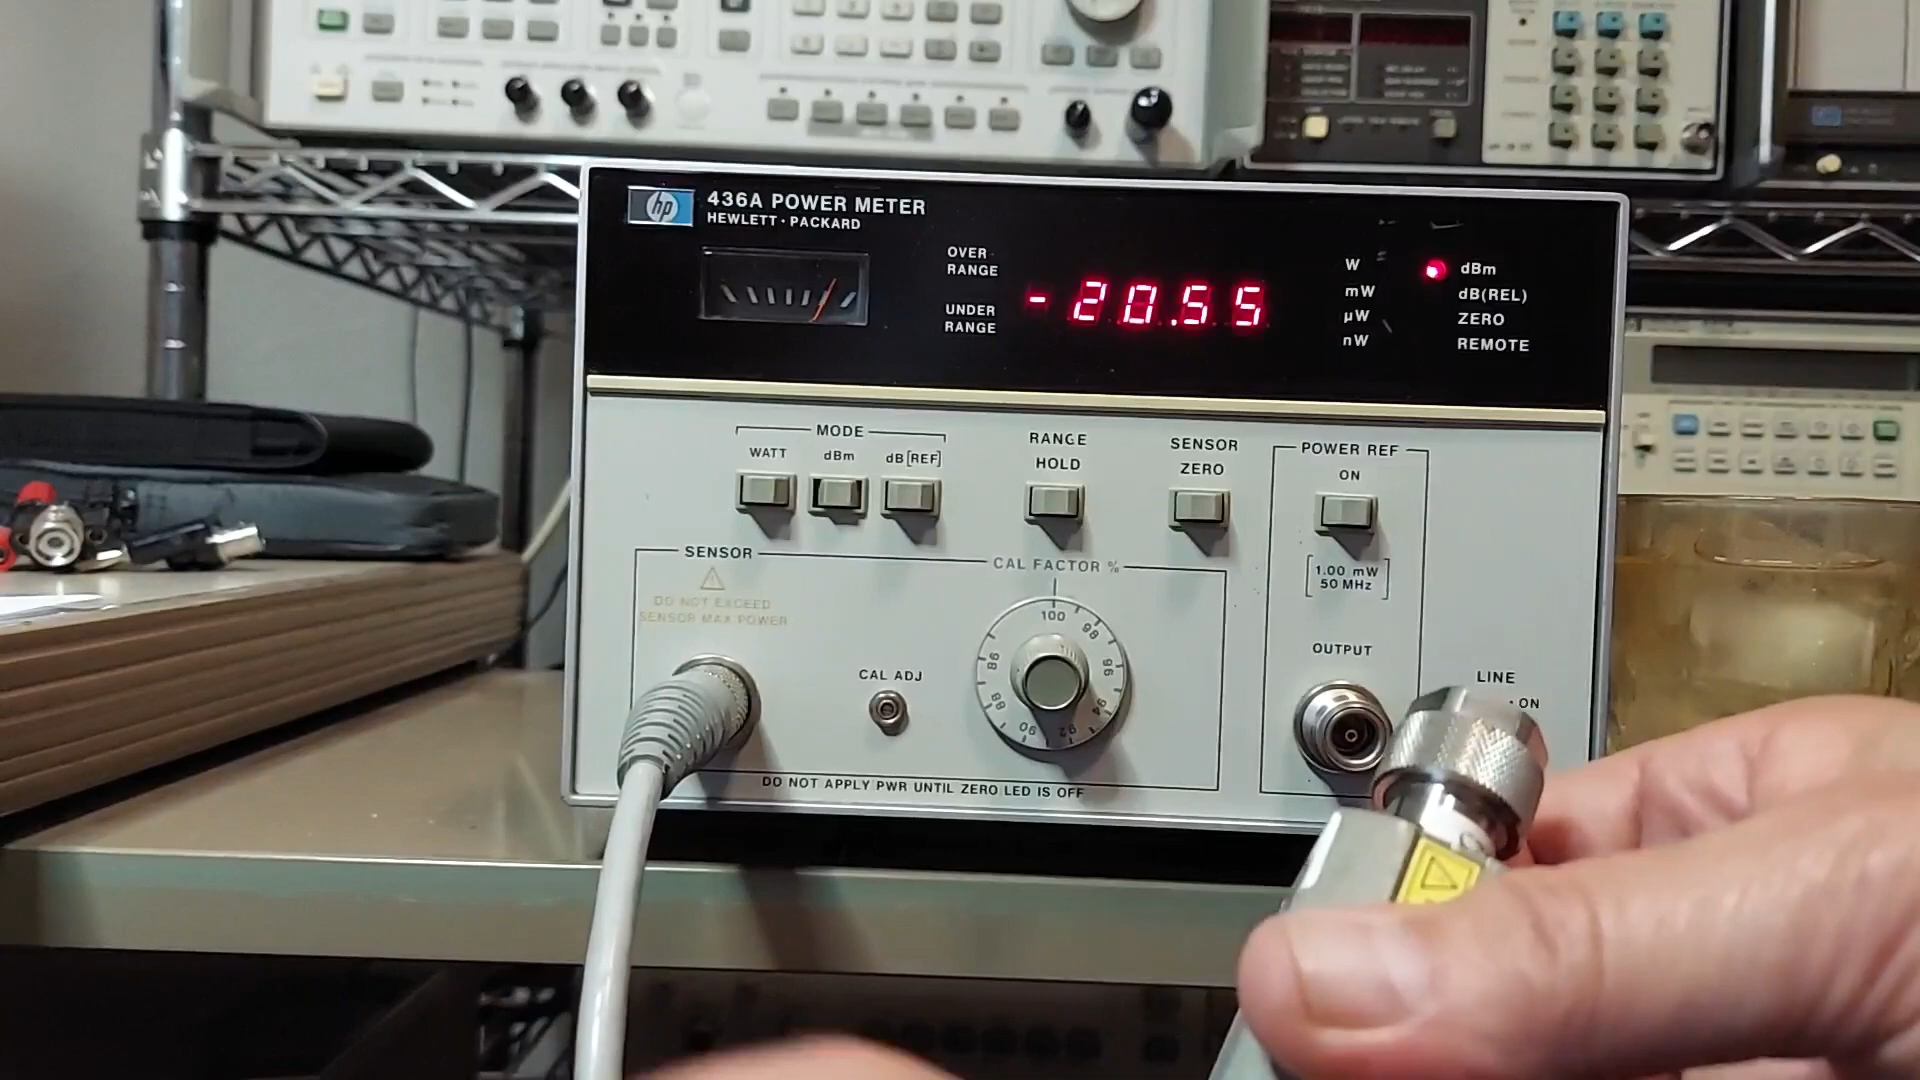 hp
436A POWER METER
HEWLETT · PACKARD
OVER
RANGE
UNDER
RANGE
-20.55
W
mW
µW
nW
dBm
dB(REL)
ZERO
REMOTE
MODE
WATT
dBm
dB[REF]
RANGE
HOLD
SENSOR
ZERO
POWER REF
ON
[1.00 mW
50 MHz]
OUTPUT
SENSOR
DO NOT EXCEED
SENSOR MAX POWER
CAL ADJ
CAL FACTOR %
100
98
96
94
92
90
88
86
LINE
ON
DO NOT APPLY PWR UNTIL ZERO LED IS OFF